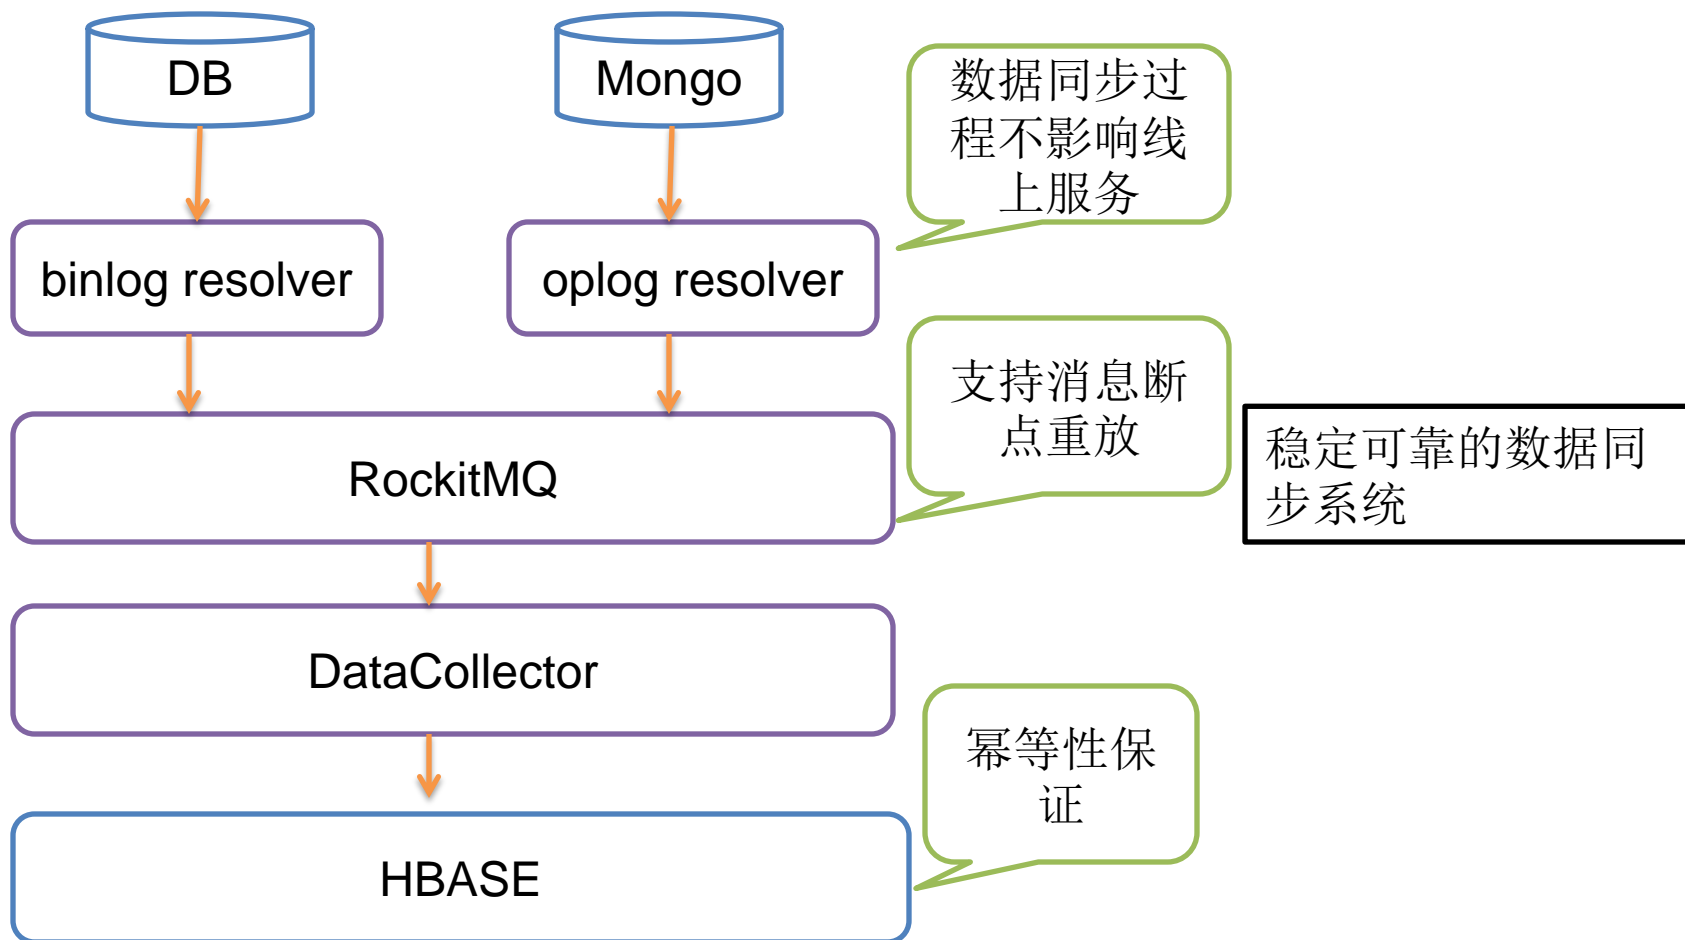 DB
Mongo
数据同步过
程不影响线
上服务
binlog resolver
oplog resolver
支持消息断
点重放
RockitMQ
稳定可靠的数据同
步系统
DataCollector
幂等性保
证
HBASE